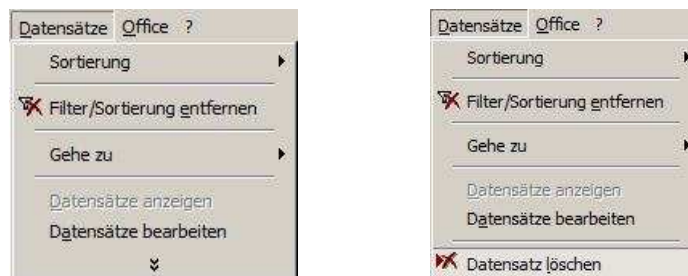 Datensätze Office ?
Sortierung
Filter/Sortierung entfernen
Gehe zu
Datensätze anzeigen
Datensätze bearbeiten
Datensätze Office ?
Sortierung
Filter/Sortierung entfernen
Gehe zu
Datensätze anzeigen
Datensätze bearbeiten
Datensatz löschen